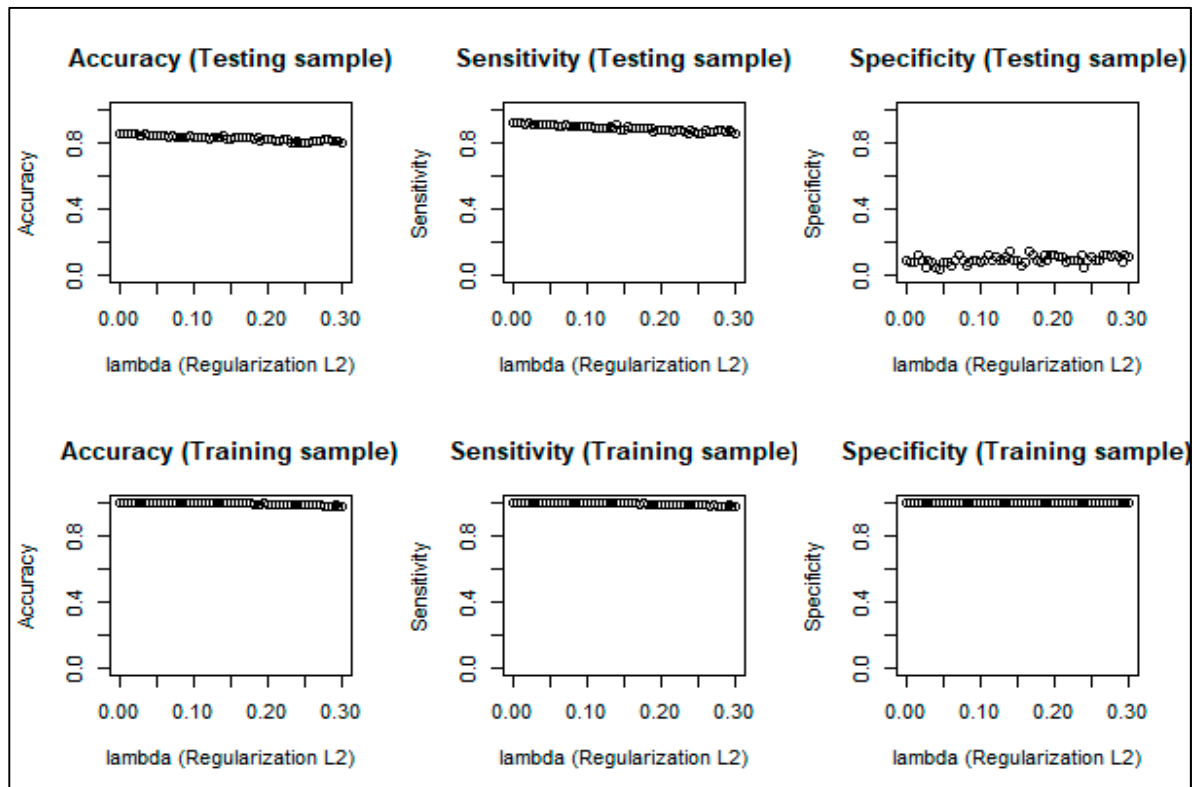 Accuracy (Testing sample)
Accuracy
0.0 0.4 0.8
0.00 0.10 0.20 0.30
lambda (Regularization L2)
Sensitivity (Testing sample)
Sensitivity
0.0 0.4 0.8
0.00 0.10 0.20 0.30
lambda (Regularization L2)
Specificity (Testing sample)
Specificity
0.0 0.4 0.8
0.00 0.10 0.20 0.30
lambda (Regularization L2)
Accuracy (Training sample)
Accuracy
0.0 0.4 0.8
0.00 0.10 0.20 0.30
lambda (Regularization L2)
Sensitivity (Training sample)
Sensitivity
0.0 0.4 0.8
0.00 0.10 0.20 0.30
lambda (Regularization L2)
Specificity (Training sample)
Specificity
0.0 0.4 0.8
0.00 0.10 0.20 0.30
lambda (Regularization L2)